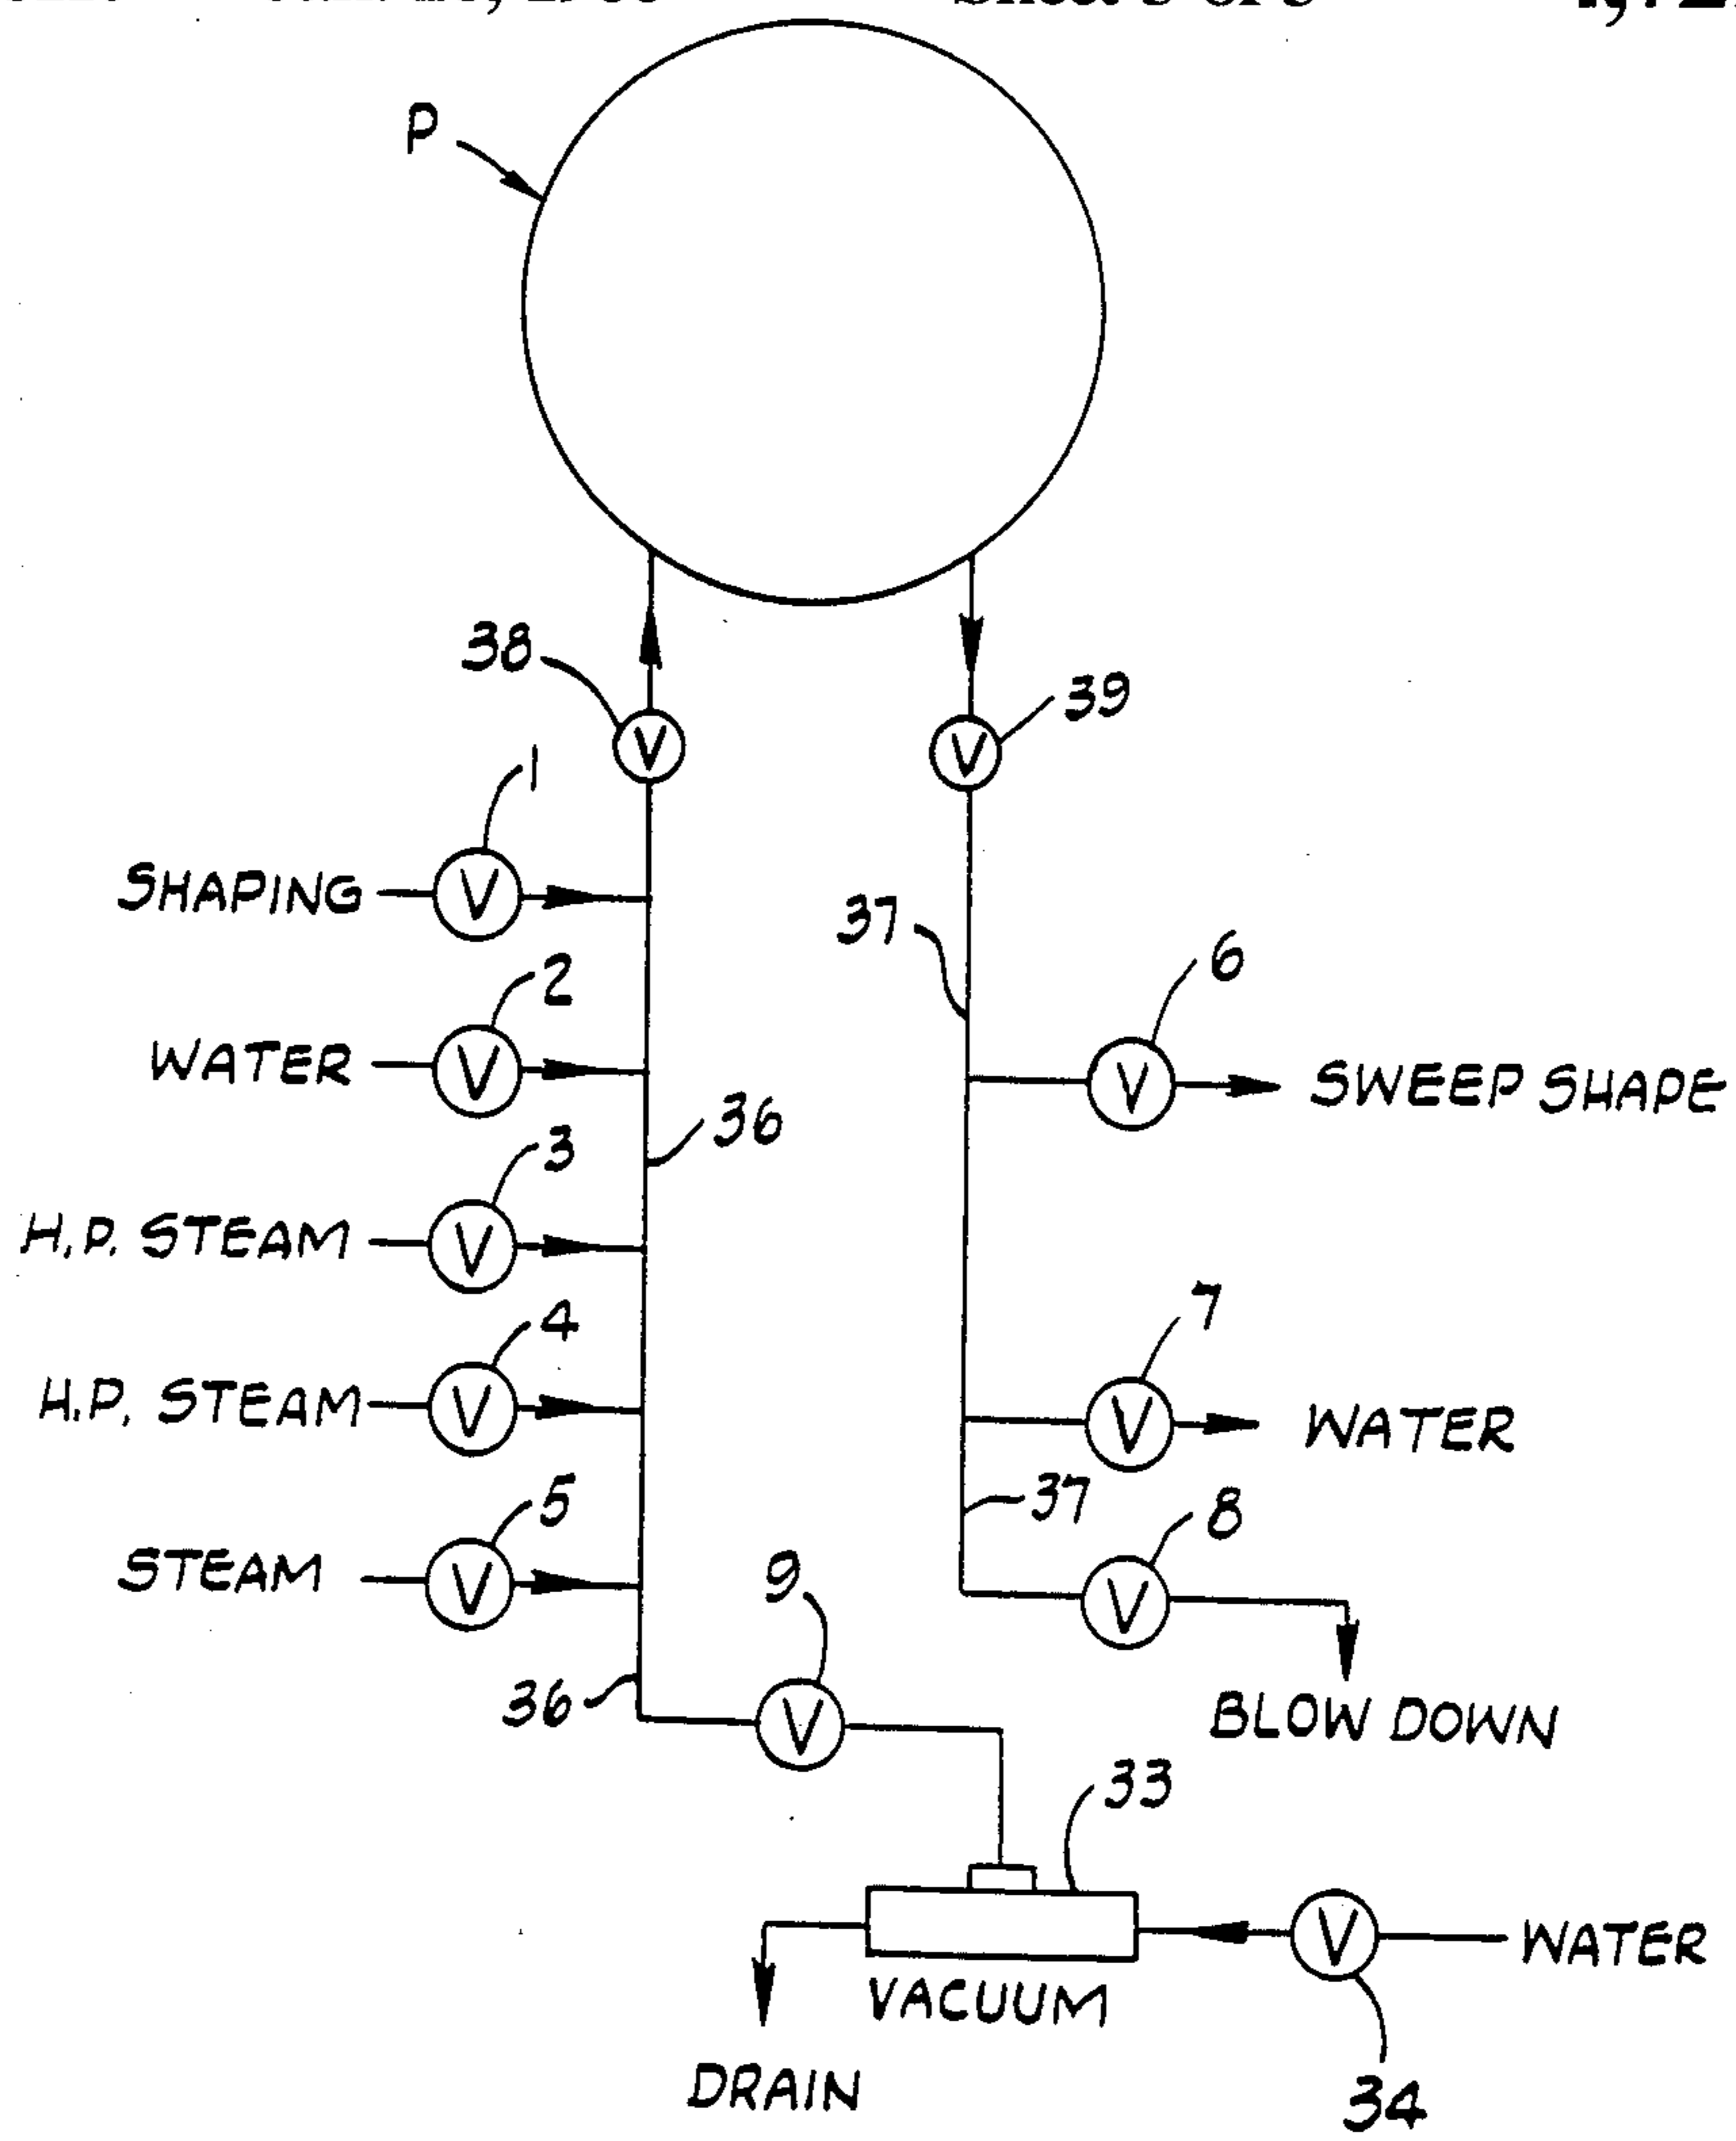 P
38
V
V
39
1
SHAPING
V
37
6
2
WATER
V
V
SWEEP SHAPE
36
3
H.P. STEAM
V
7
4
H.P. STEAM
V
V
WATER
37
5
8
STEAM
V
V
9
36
V
BLOW DOWN
33
V
WATER
VACUUM
DRAIN
34